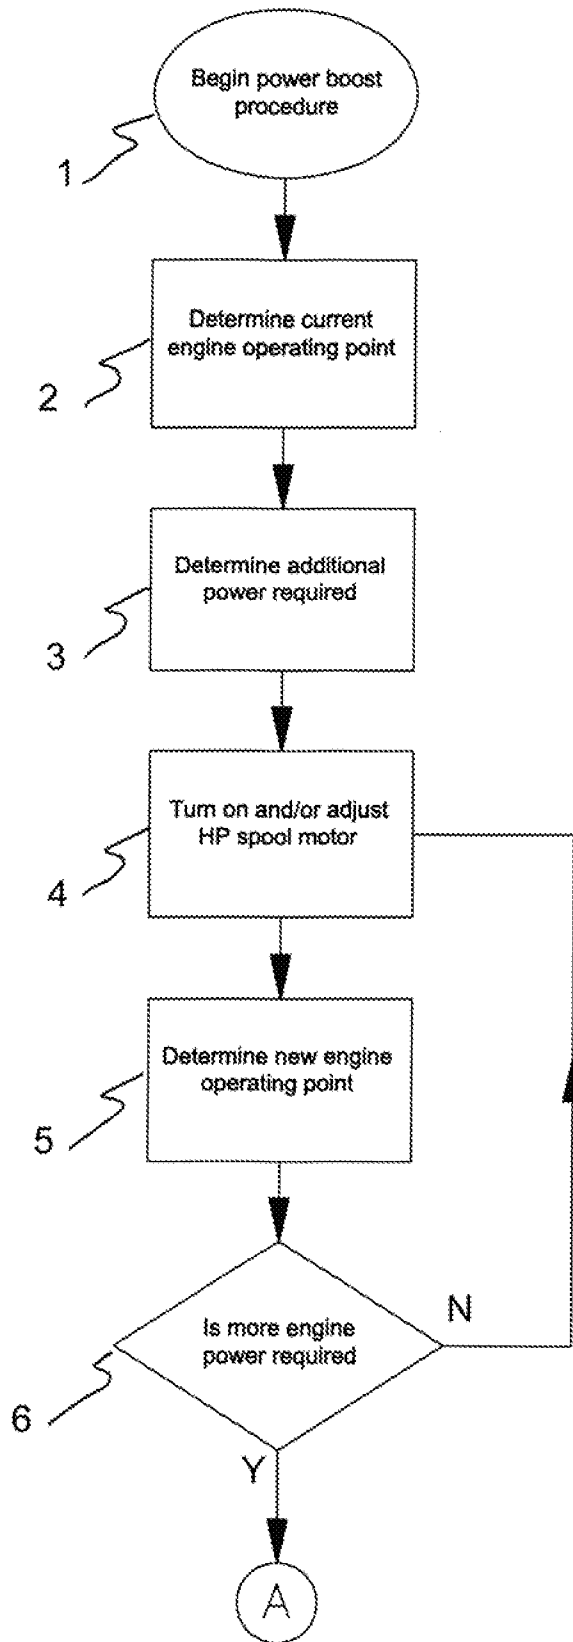 Begin power boost
procedure
1
Determine current
engine operating point
2
Determine additional
power required
3
Turn on and/or adjust
HP spool motor
4
Determine new engine
operating point
5
Is more engine
power required
N
6
Y
A